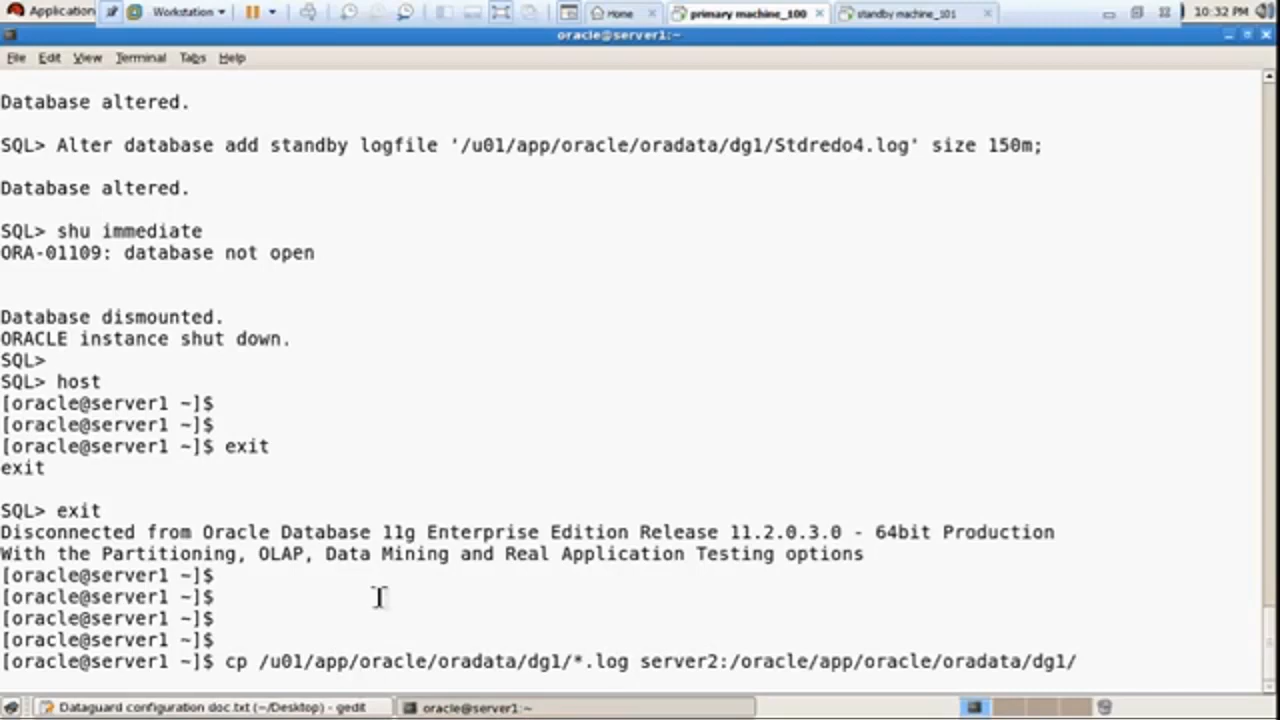 Application
Workstation
Home
primary machine_100
standby machine_101
10:32 PM
oracle@server1:~
File Edit View Terminal Tabs Help
Database altered.
SQL> Alter database add standby logfile '/u01/app/oracle/oradata/dg1/Stdredo4.log' size 150m;
Database altered.
SQL> shu immediate
ORA-01109: database not open
Database dismounted.
ORACLE instance shut down.
SQL>
SQL> host
[oracle@server1 ~]$
[oracle@server1 ~]$
[oracle@server1 ~]$ exit
exit
SQL> exit
Disconnected from Oracle Database 11g Enterprise Edition Release 11.2.0.3.0 - 64bit Production
With the Partitioning, OLAP, Data Mining and Real Application Testing options
[oracle@server1 ~]$
[oracle@server1 ~]$
[oracle@server1 ~]$
[oracle@server1 ~]$
[oracle@server1 ~]$ cp /u01/app/oracle/oradata/dg1/*.log server2:/oracle/app/oracle/oradata/dg1/
Dataguard configuration doc.txt (~/Desktop) - gedit
oracle@server1:~